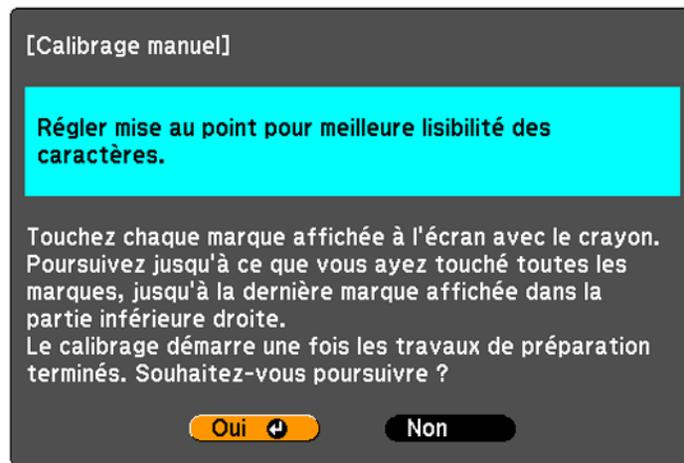 [Calibrage manuel]
Régler mise au point pour meilleure lisibilité des
caractères.
Touchez chaque marque affichée à l'écran avec le crayon.
Poursuivez jusqu'à ce que vous ayez touché toutes les
marques, jusqu'à la dernière marque affichée dans la
partie inférieure droite.
Le calibrage démarre une fois les travaux de préparation
terminés. Souhaitez-vous poursuivre ?
Oui Non